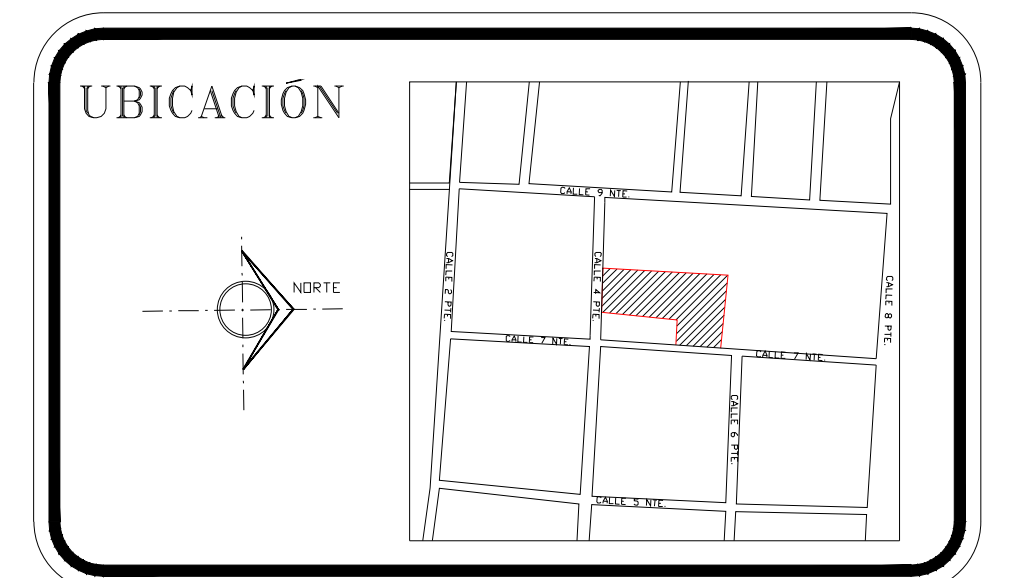 UBICACIÓN
NORTE
CALLE 9 NTE.
CALLE 2 PTE.
CALLE 4 PTE.
CALLE 8 PTE.
CALLE 7 NTE.
CALLE 7 NTE.
CALLE 6 PTE.
CALLE 5 NTE.